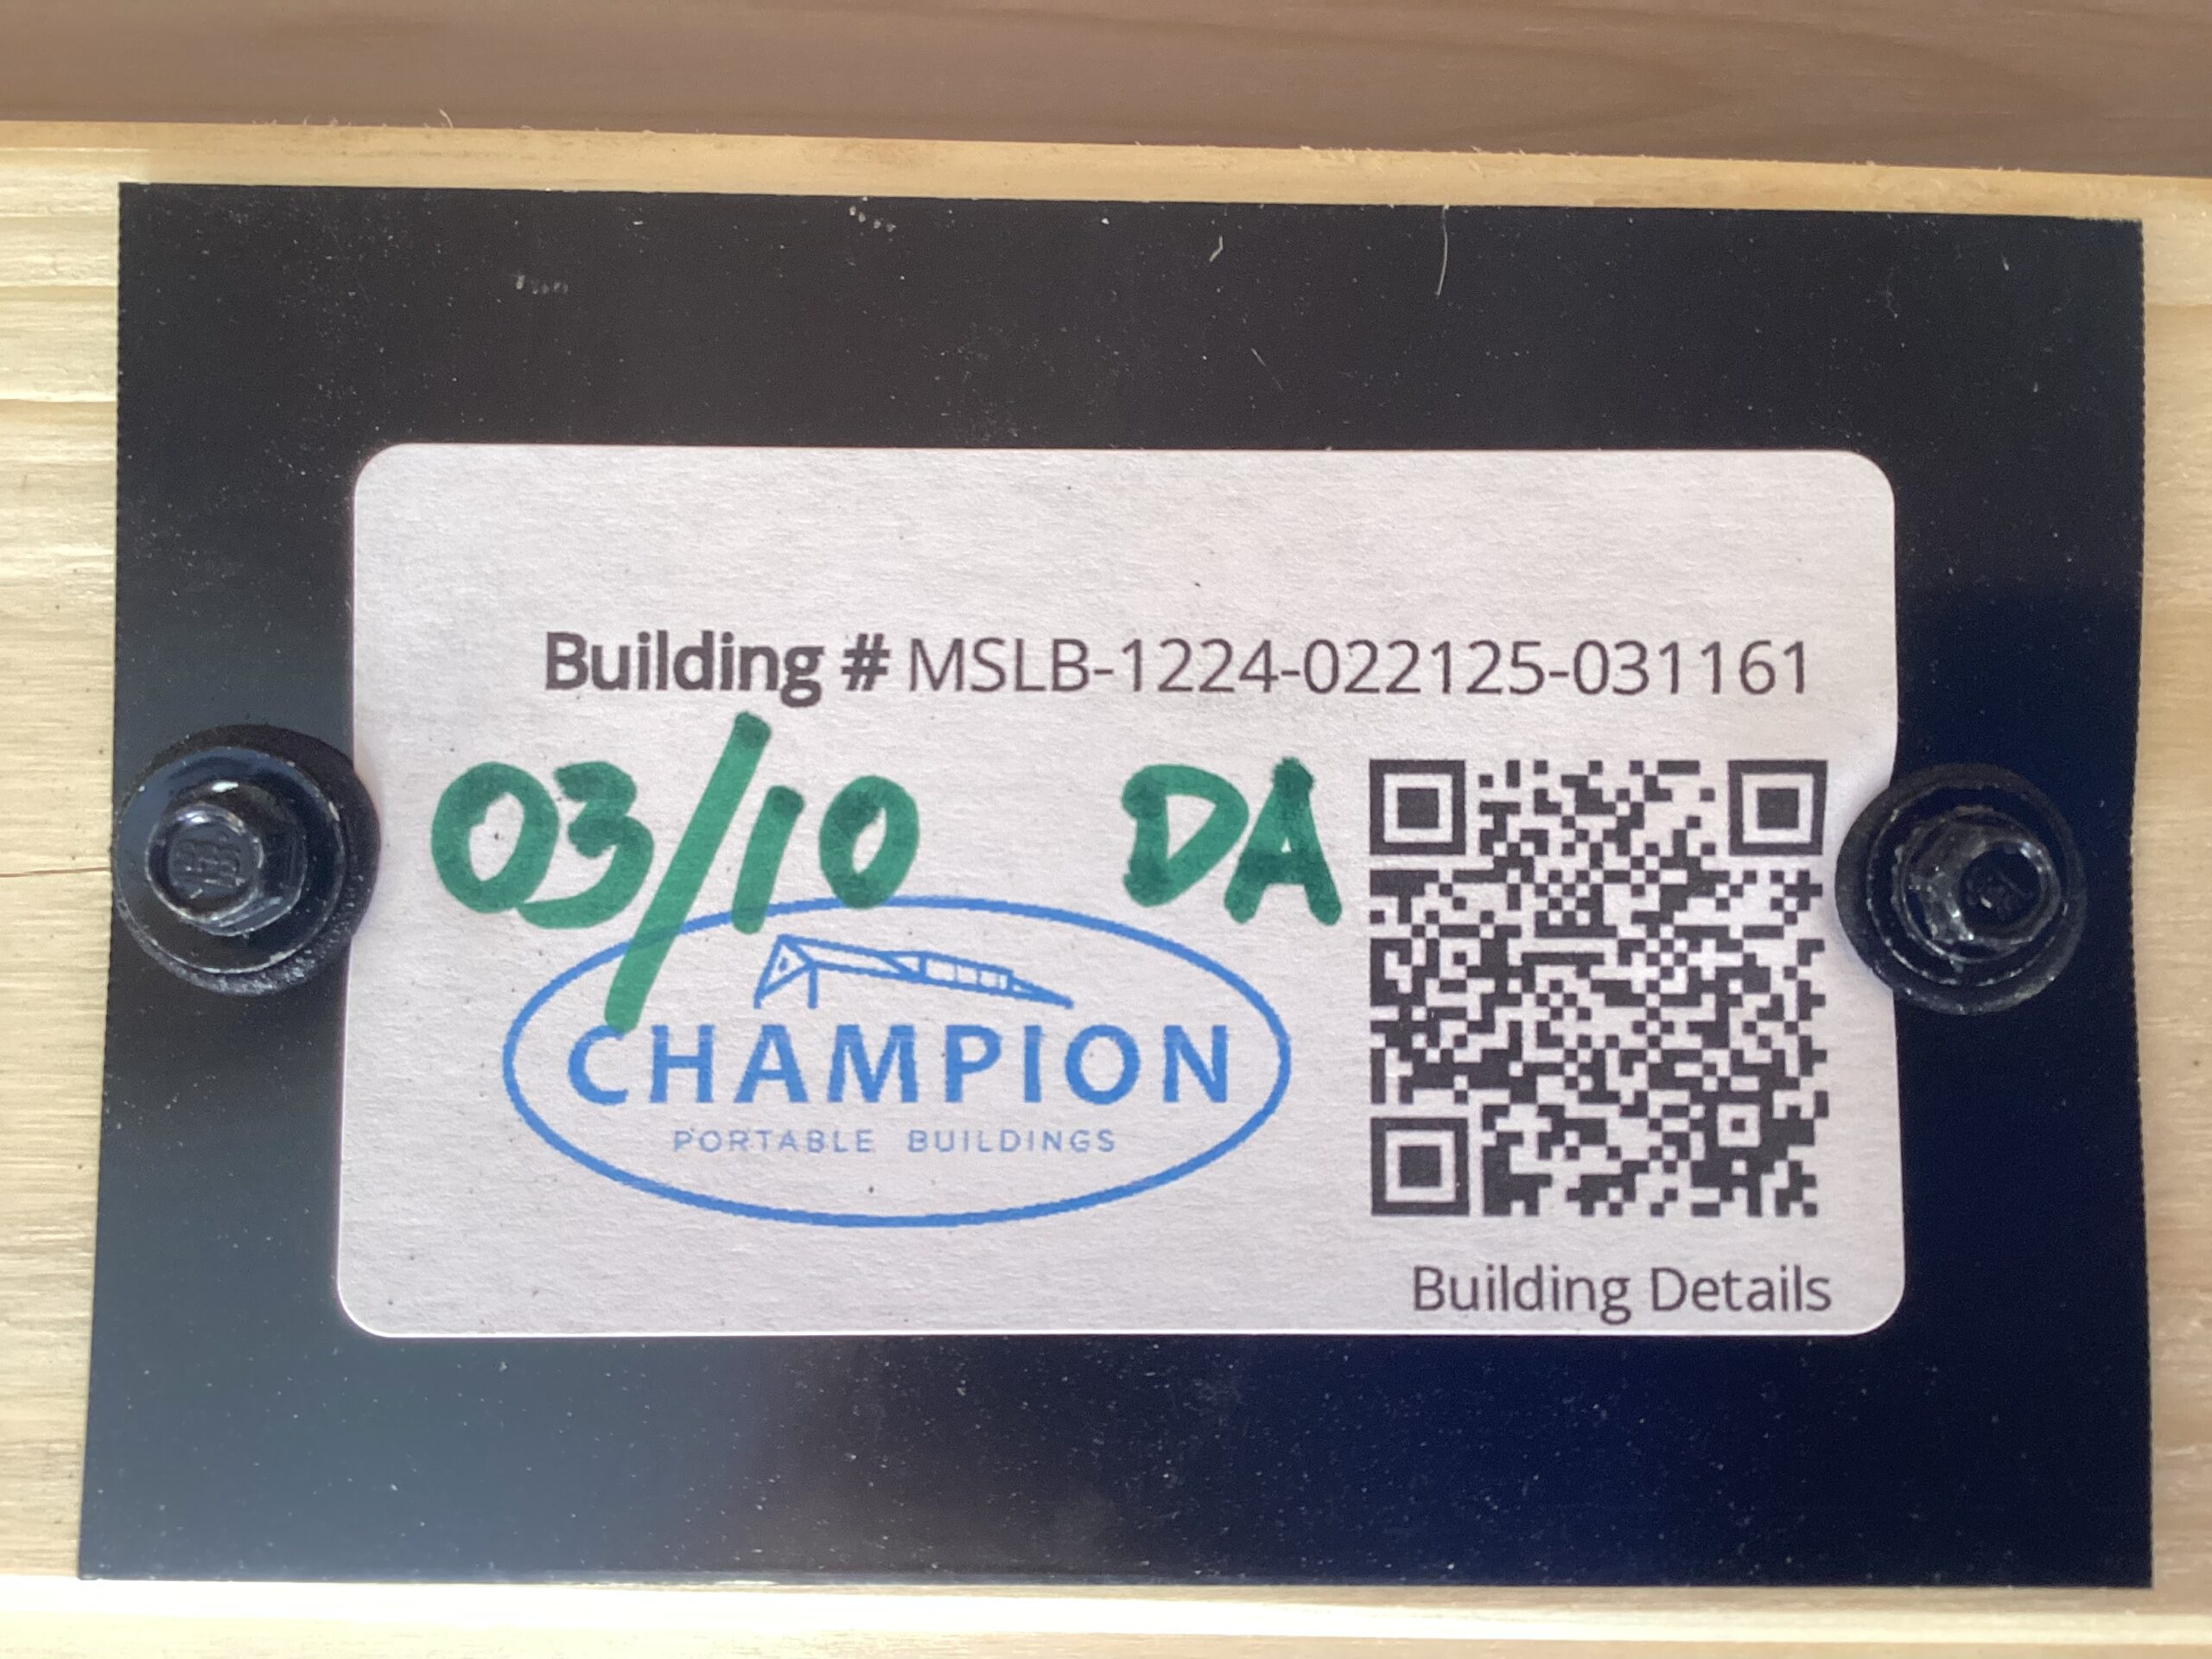 Building # MSLB-1224-022125-031161
03/10 DA
CHAMPION
PORTABLE BUILDINGS
Building Details